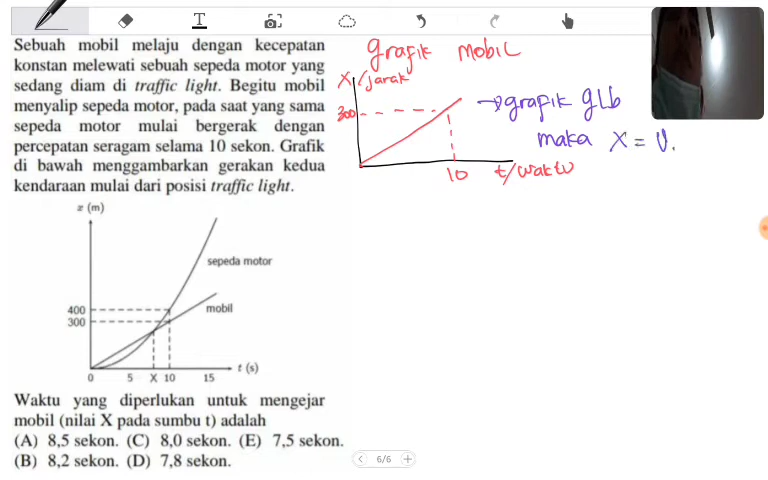 T
Sebuah mobil melaju dengan kecepatan
konstan melewati sebuah sepeda motor yang
sedang diam di traffic light. Begitu mobil
menyalip sepeda motor, pada saat yang sama
sepeda motor mulai bergerak dengan
percepatan seragam selama 10 sekon. Grafik
di bawah menggambarkan gerakan kedua
kendaraan mulai dari posisi traffic light.
x (m)
sepeda motor
400
mobil
300
t (s)
0 5 X 10 15
Waktu yang diperlukan untuk mengejar
mobil (nilai X pada sumbu t) adalah
(A) 8,5 sekon. (C) 8,0 sekon. (E) 7,5 sekon.
(B) 8,2 sekon. (D) 7,8 sekon.
grafik mobil
X/jarak
300
10 t/waktu
→grafik glb
maka X = V.
6/6